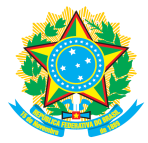 REPÚBLICA FEDERATIVA DO BRASIL
15 de Novembro
de 1889